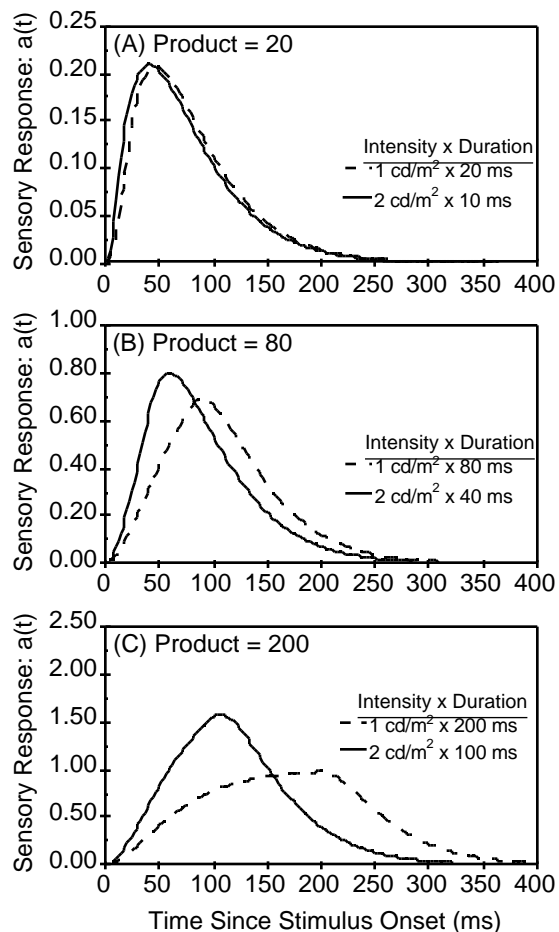 (A) Product = 20
Sensory Response: a(t)
0.25
0.20
0.15
0.10
0.05
0.00
Intensity x Duration
1 cd/m² x 20 ms
2 cd/m² x 10 ms
0 50 100 150 200 250 300 350 400
(B) Product = 80
Sensory Response: a(t)
1.00
0.80
0.60
0.40
0.20
0.00
Intensity x Duration
1 cd/m² x 80 ms
2 cd/m² x 40 ms
0 50 100 150 200 250 300 350 400
(C) Product = 200
Sensory Response: a(t)
2.50
2.00
1.50
1.00
0.50
0.00
Intensity x Duration
1 cd/m² x 200 ms
2 cd/m² x 100 ms
0 50 100 150 200 250 300 350 400
Time Since Stimulus Onset (ms)